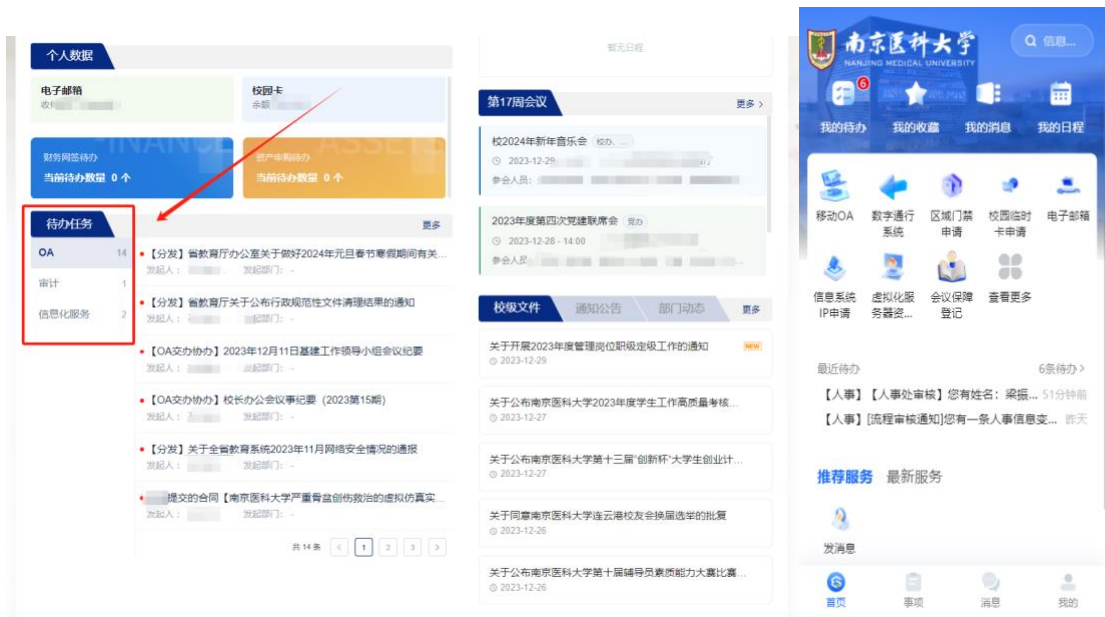 个人数据
电子邮箱
校园卡
余额
财务网签待办
当前待办数量 0 个
资产申购待办
当前待办数量 0 个
ASSETS
待办任务
更多
OA 14
审计 1
信息化服务 2
【分发】省教育厅办公室关于做好2024年元旦春节寒假期间有关...
发起人： 发起部门： -
【分发】省教育厅关于公布行政规范性文件清理结果的通知
发起人： 发起部门： -
【OA交办协办】2023年12月11日基建工作领导小组会议纪要
发起人： 发起部门： -
【OA交办协办】校长办公会议事纪要（2023第15期）
发起人： 发起部门： -
【分发】关于全省教育系统2023年11月网络安全情况的通报
发起人： 发起部门： -
提交的合同【南京医科大学严重骨盆创伤救治的虚拟仿真实...
发起人： 发起部门： -
共 14 条 < 1 2 3 >
暂无日程
第17周会议
更多 >
校2024年新年音乐会 校办、...
2023-12-29
参会人员：
2023年度第四次党建联席会 党办
2023-12-28 - 14:00
参会人员
校级文件 通知公告 部门动态 更多
关于开展2023年度管理岗位职级定级工作的通知 NEW
2023-12-29
关于公布南京医科大学2023年度学生工作高质量考核...
2023-12-27
关于公布南京医科大学第十三届“创新杯”大学生创业计...
2023-12-27
关于同意南京医科大学连云港校友会换届选举的批复
2023-12-26
关于公布南京医科大学第十届辅导员素质能力大赛比赛...
2023-12-26
南京医科大学
NANJING MEDICAL UNIVERSITY
信息...
6
我的待办 我的收藏 我的消息 我的日程
移动OA 数字通行系统 区域门禁申请 校园临时卡申请 电子邮箱
信息系统IP申请 虚拟化服务器资... 会议保障登记 查看更多
最近待办 6条待办 >
【人事】【人事处审核】您有姓名：梁振... 51分钟前
【人事】[流程审核通知]您有一条人事信息变... 昨天
推荐服务 最新服务
发消息
首页 事项 消息 我的